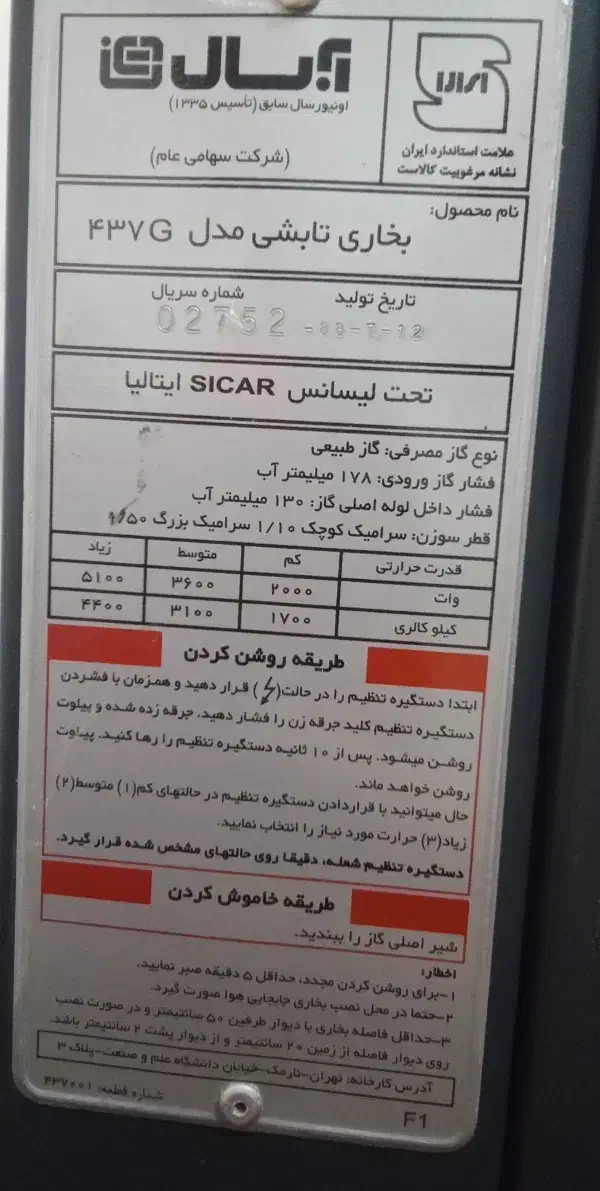 ایران
علامت استاندارد ایران
نشانه مرغوبیت کالاست
آبسال
اونیورسال سابق (تأسیس ۱۳۳۵)
(شرکت سهامی عام)
نام محصول:
بخاری تابشی مدل ۴۳۷G
تاریخ تولید شماره سریال
02752
تحت لیسانس SICAR ایتالیا
نوع گاز مصرفی: گاز طبیعی
فشار گاز ورودی: ۱۷۸ میلیمتر آب
فشار داخل لوله اصلی گاز: ۱۳۰ میلیمتر آب
قطر سوزن: سرامیک کوچک ۱/۱۰ سرامیک بزرگ ۱/۵۰
قدرت حرارتی کم متوسط زیاد
وات ۲۰۰۰ ۳۶۰۰ ۵۱۰۰
کیلو کالری ۱۷۰۰ ۳۱۰۰ ۴۴۰۰
طریقه روشن کردن
ابتدا دستگیره تنظیم را در حالت( ) قرار دهید و همزمان با فشردن
دستگیره تنظیم کلید جرقه زن را فشار دهید. جرقه زده شده و پیلوت
روشن میشود. پس از ۱۰ ثانیه دستگیره تنظیم را رها کنید. پیلوت
روشن خواهد ماند.
حال میتوانید با قراردادن دستگیره تنظیم در حالتهای کم(۱) متوسط(۲)
زیاد(۳) حرارت مورد نیاز را انتخاب نمایید.
دستگیره تنظیم شعله، دقیقا روی حالتهای مشخص شده قرار گیرد.
طریقه خاموش کردن
شیر اصلی گاز را ببندید.
اخطار:
۱-برای روشن کردن مجدد، حداقل ۵ دقیقه صبر نمایید.
۲-حتما در محل نصب بخاری جابجایی هوا صورت گیرد.
۳-حداقل فاصله بخاری با دیوار طرفین ۵۰ سانتیمتر و در صورت نصب
روی دیوار فاصله از زمین ۲۰ سانتیمتر و از دیوار پشت ۲ سانتیمتر باشد.
آدرس کارخانه: تهران-نارمک-خیابان دانشگاه علم و صنعت-پلاک ۳
شماره قطعه: ۴۳۷۰۰۱
F1